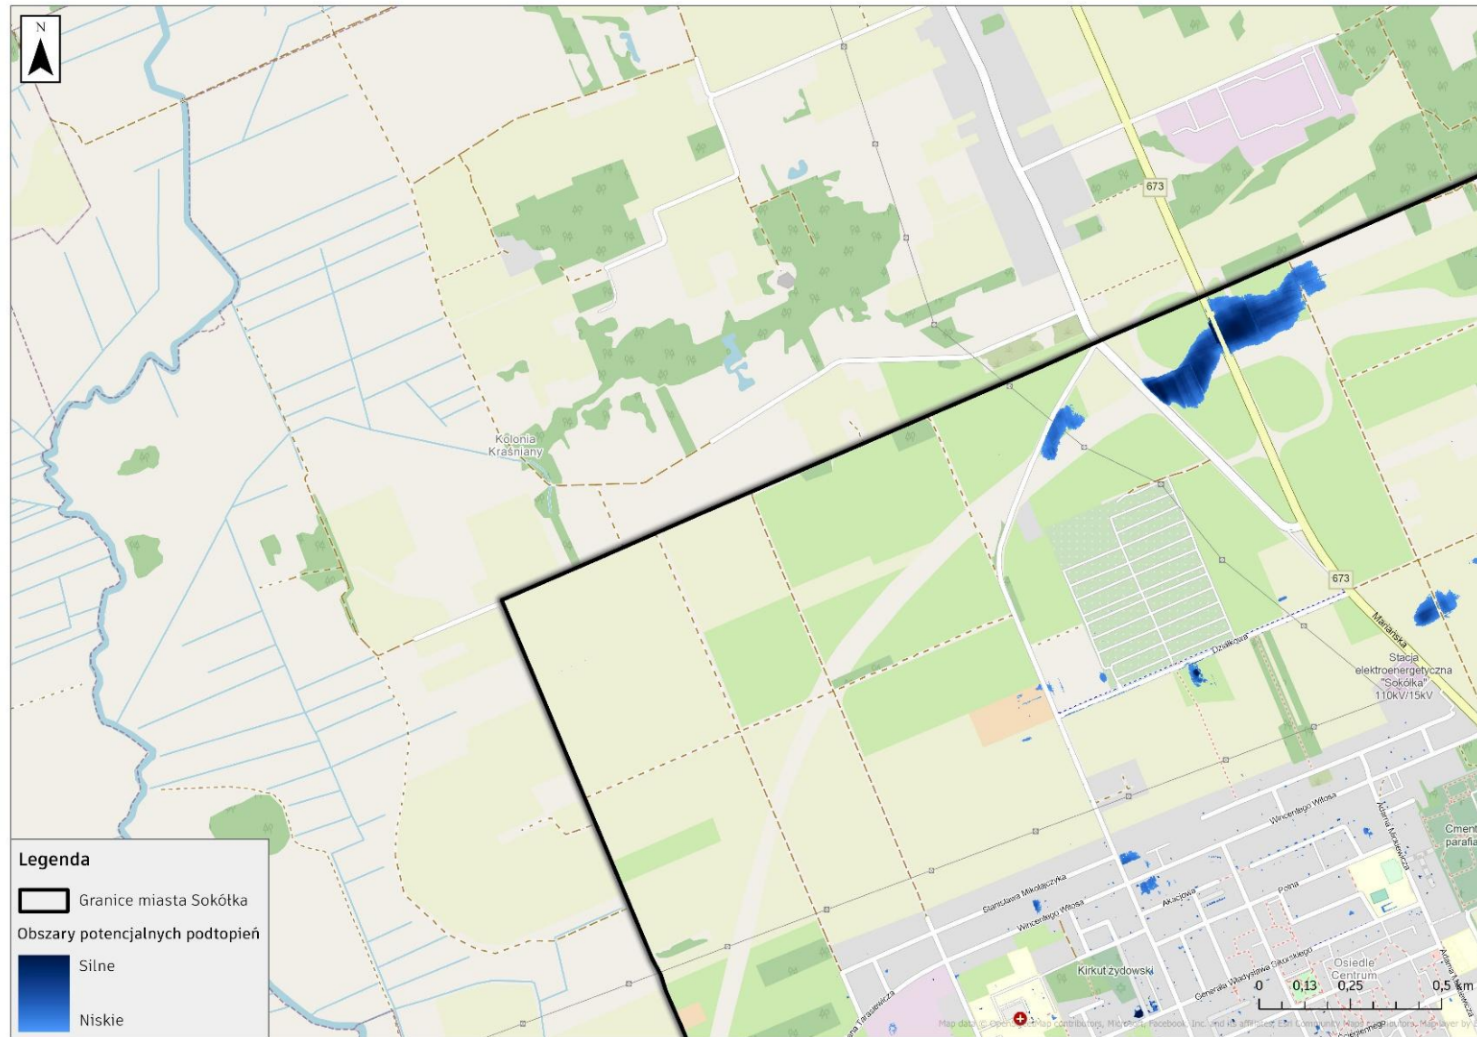 N
673
Kolonia
Kraśniany
673
Mariańska
Działkowa
Stacja
elektroenergetyczna
"Sokółka"
110kV/15kV
Wincentego Witosa
Adama Mickiewicza
Cment
parafia
Stanisława Mikołajczyka
Wincentego Witosa
Akacjowa
Polna
Generała Władysława Sikorskiego
Kirkut żydowski
Osiedle
Centrum
Adama Mickiewicza
0 0,13 0,25 0,5 km
Legenda
Granice miasta Sokółka
Obszary potencjalnych podtopień
Silne
Niskie